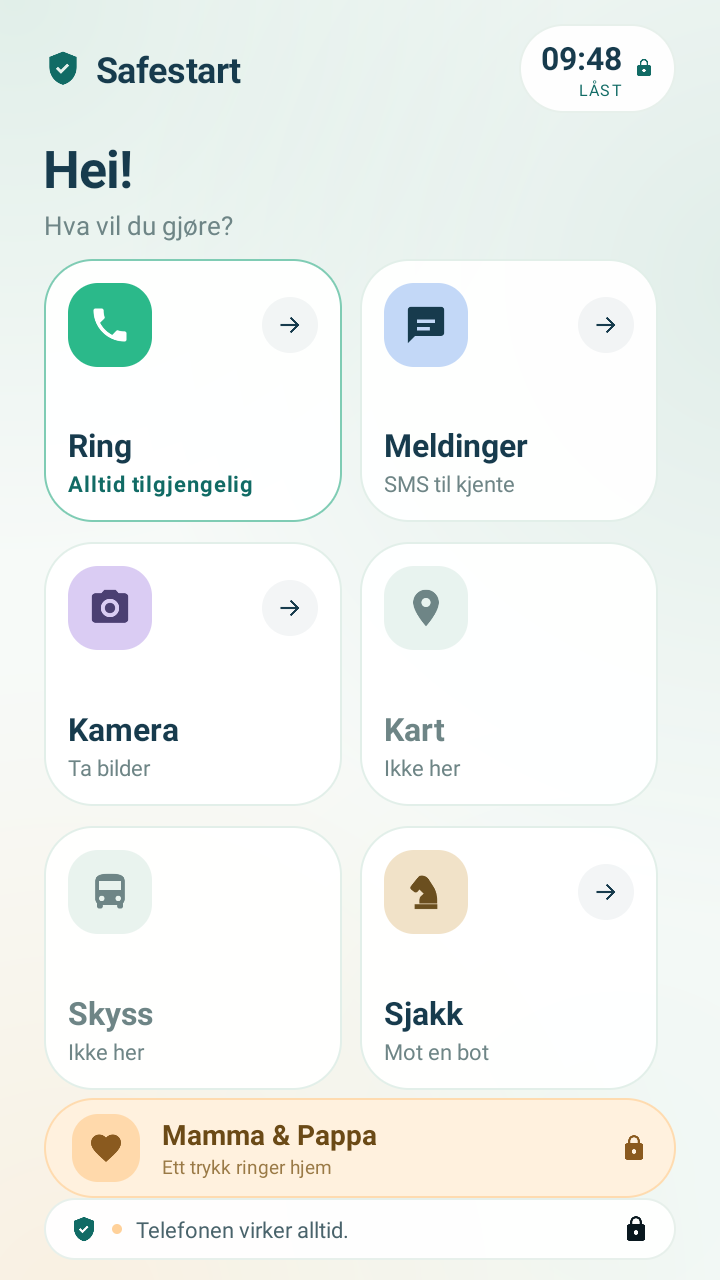 Safestart
09:48
LÅST
Hei!
Hva vil du gjøre?
Ring
Alltid tilgjengelig
Meldinger
SMS til kjente
Kamera
Ta bilder
Kart
Ikke her
Skyss
Ikke her
Sjakk
Mot en bot
Mamma & Pappa
Ett trykk ringer hjem
Telefonen virker alltid.